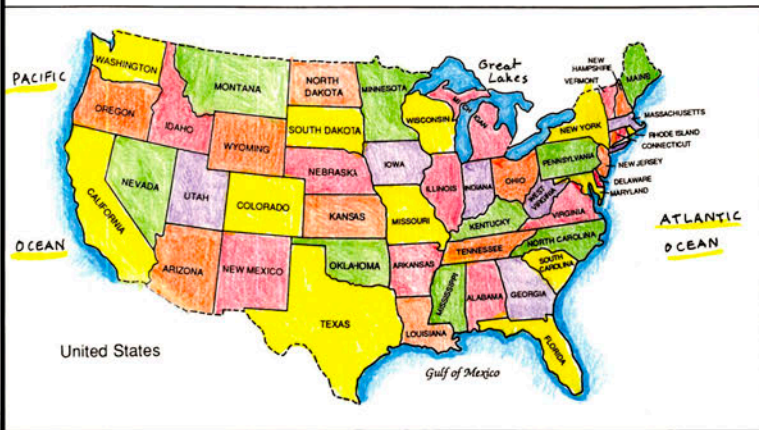 WASHINGTON
OREGON
CALIFORNIA
IDAHO
NEVADA
MONTANA
WYOMING
UTAH
COLORADO
ARIZONA
NEW MEXICO
NORTH
DAKOTA
SOUTH DAKOTA
NEBRASKA
KANSAS
OKLAHOMA
TEXAS
MINNESOTA
IOWA
MISSOURI
ARKANSAS
LOUISIANA
WISCONSIN
ILLINOIS
MICHIGAN
INDIANA
OHIO
KENTUCKY
TENNESSEE
MISSISSIPPI
ALABAMA
GEORGIA
FLORIDA
SOUTH
CAROLINA
NORTH CAROLINA
VIRGINIA
WEST
VIRGINIA
PENNSYLVANIA
NEW YORK
NEW
HAMPSHIRE
VERMONT
MAINS
MASSACHUSETTS
RHODE ISLAND
CONNECTICUT
NEW JERSEY
DELAWARE
MARYLAND
Great
Lakes
PACIFIC
OCEAN
ATLANTIC
OCEAN
Gulf of Mexico
United States